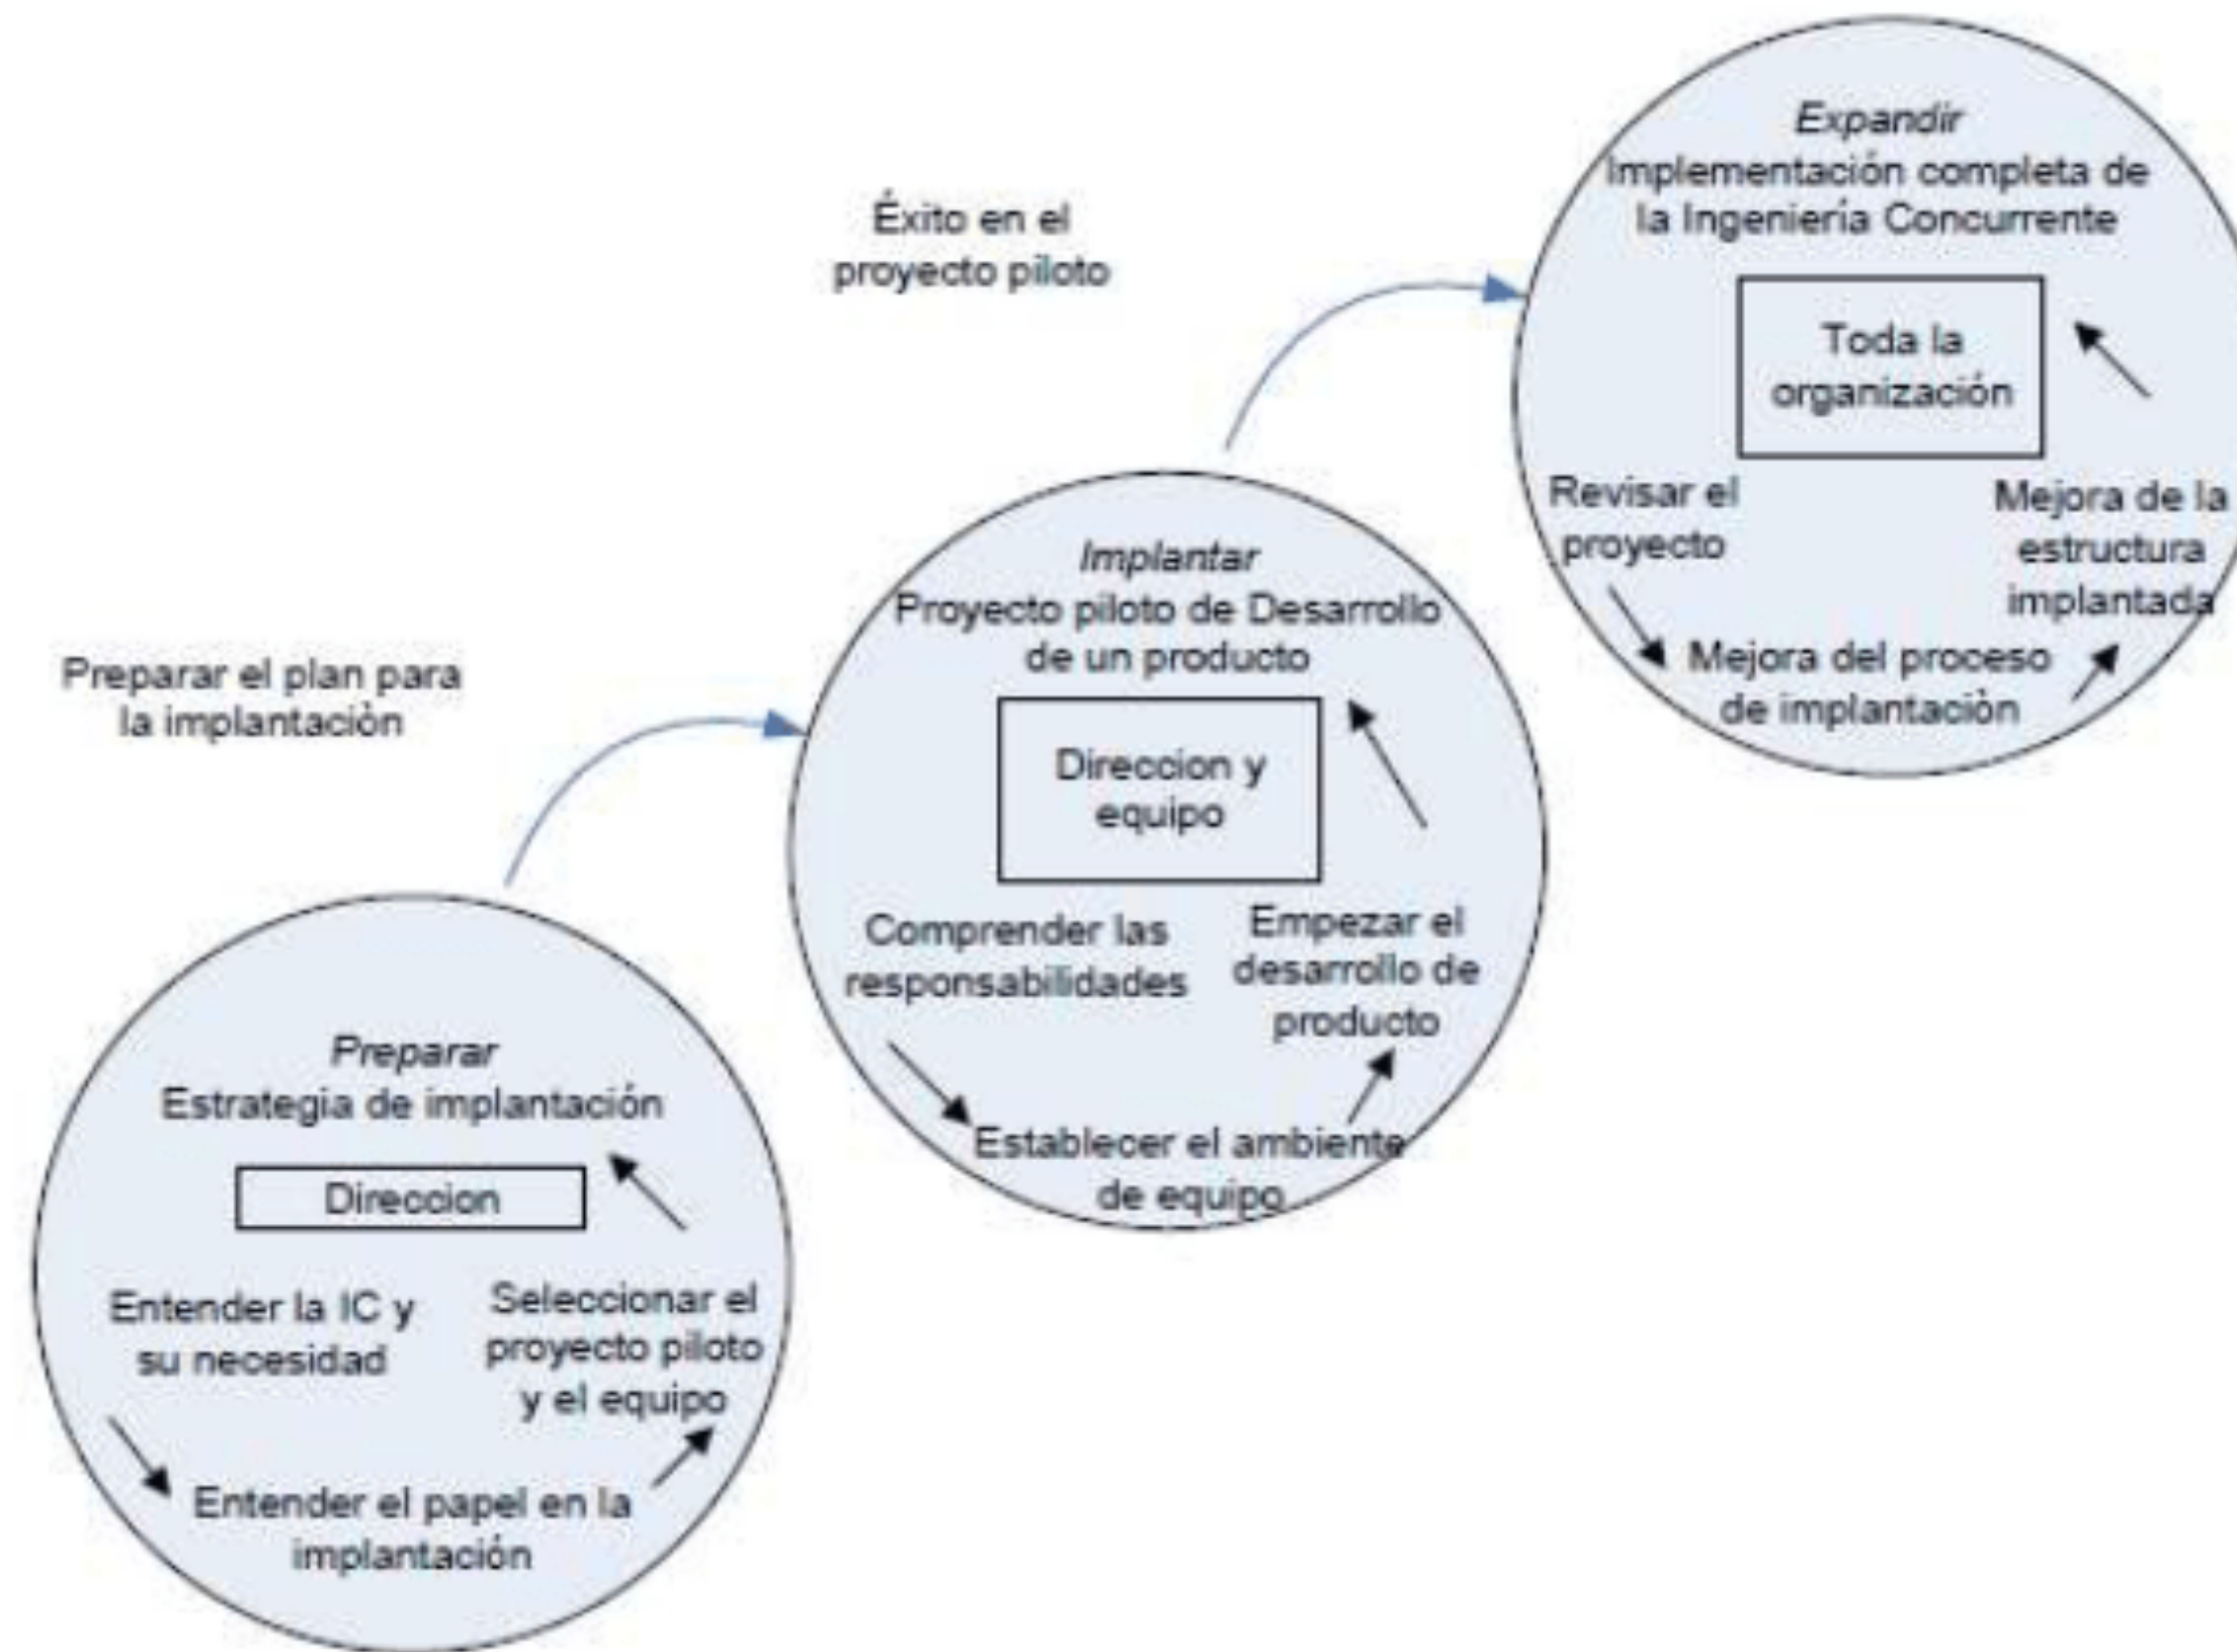 Expandir
Implementación completa de
la Ingeniería Concurrente
Toda la
organización
Revisar el
proyecto
Mejora de la
estructura
implantada
Mejora del proceso
de implantaciòn
Éxito en el
proyecto piloto
Implantar
Proyecto piloto de Desarrollo
de un producto
Direccion y
equipo
Comprender las
responsabilidades
Empezar el
desarrollo de
producto
Establecer el ambiente
de equipo
Preparar el plan para
la implantaciòn
Preparar
Estrategia de implantación
Direccion
Entender la IC y
su necesidad
Seleccionar el
proyecto piloto
y el equipo
Entender el papel en la
implantación